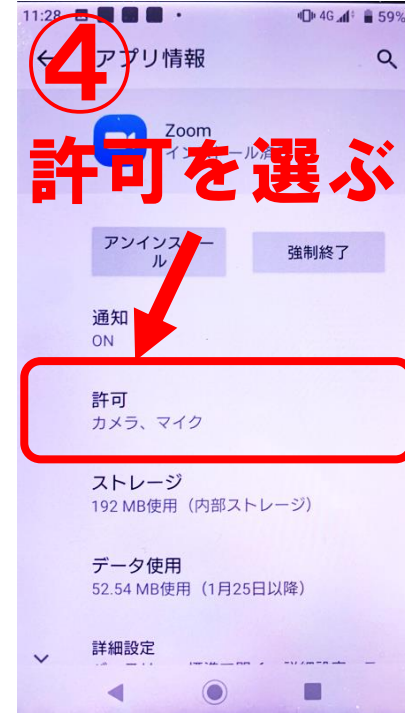 11:28
4G
59%
④
アプリ情報
Zoom
許可を選ぶ
アンインストール
強制終了
通知
ON
許可
カメラ、マイク
ストレージ
192 MB使用（内部ストレージ）
データ使用
52.54 MB使用（1月25日以降）
詳細設定